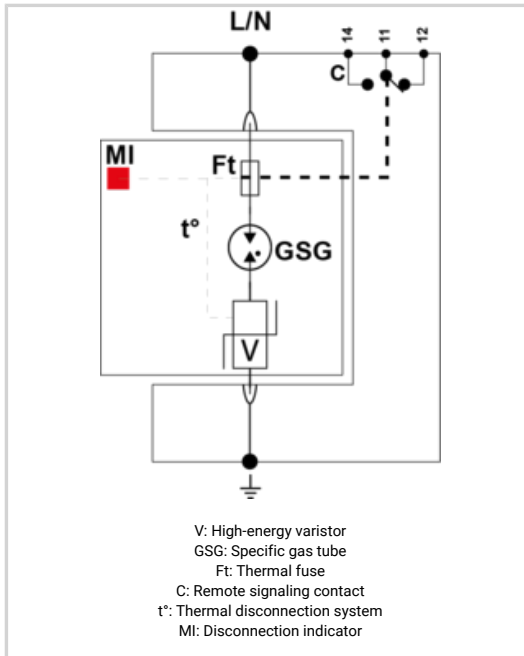 L/N
14 11 12
C
MI
Ft
t°
GSG
V
V: High-energy varistor
GSG: Specific gas tube
Ft: Thermal fuse
C: Remote signaling contact
t°: Thermal disconnection system
MI: Disconnection indicator